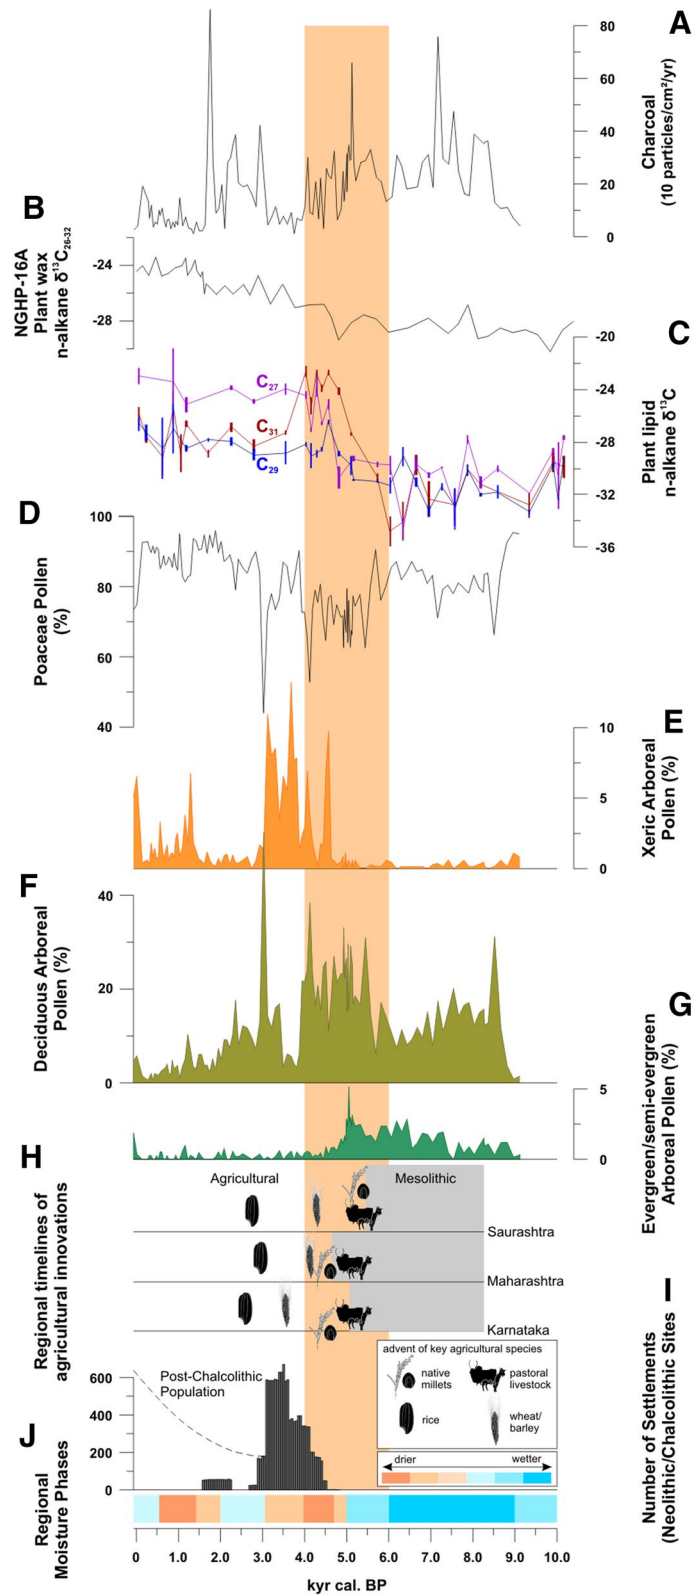 A
80
60
40
20
0
Charcoal
(10 particles/cm²/yr)
B
-24
-28
NGHP-16A
Plant wax
n-alkane δ¹³C₂₆₋₃₂
C
-20
-24
-28
-32
-36
Plant lipid
n-alkane δ¹³C
C₂₇
C₃₁
C₂₉
D
100
80
60
40
Poaceae Pollen
(%)
E
10
5
0
Xeric Arboreal
Pollen (%)
F
40
20
0
Deciduous Arboreal
Pollen (%)
G
5
0
Evergreen/semi-evergreen
Arboreal Pollen (%)
H
Regional timelines of
agricultural innovations
Agricultural
Mesolithic
Saurashtra
Maharashtra
Karnataka
I
Number of Settlements
(Neolithic/Chalcolithic Sites)
advent of key agricultural species
native
millets
pastoral
livestock
rice
wheat/
barley
drier
wetter
600
400
200
0
Post-Chalcolithic
Population
J
Regional
Moisture Phases
0 1.0 2.0 3.0 4.0 5.0 6.0 7.0 8.0 9.0 10.0
kyr cal. BP